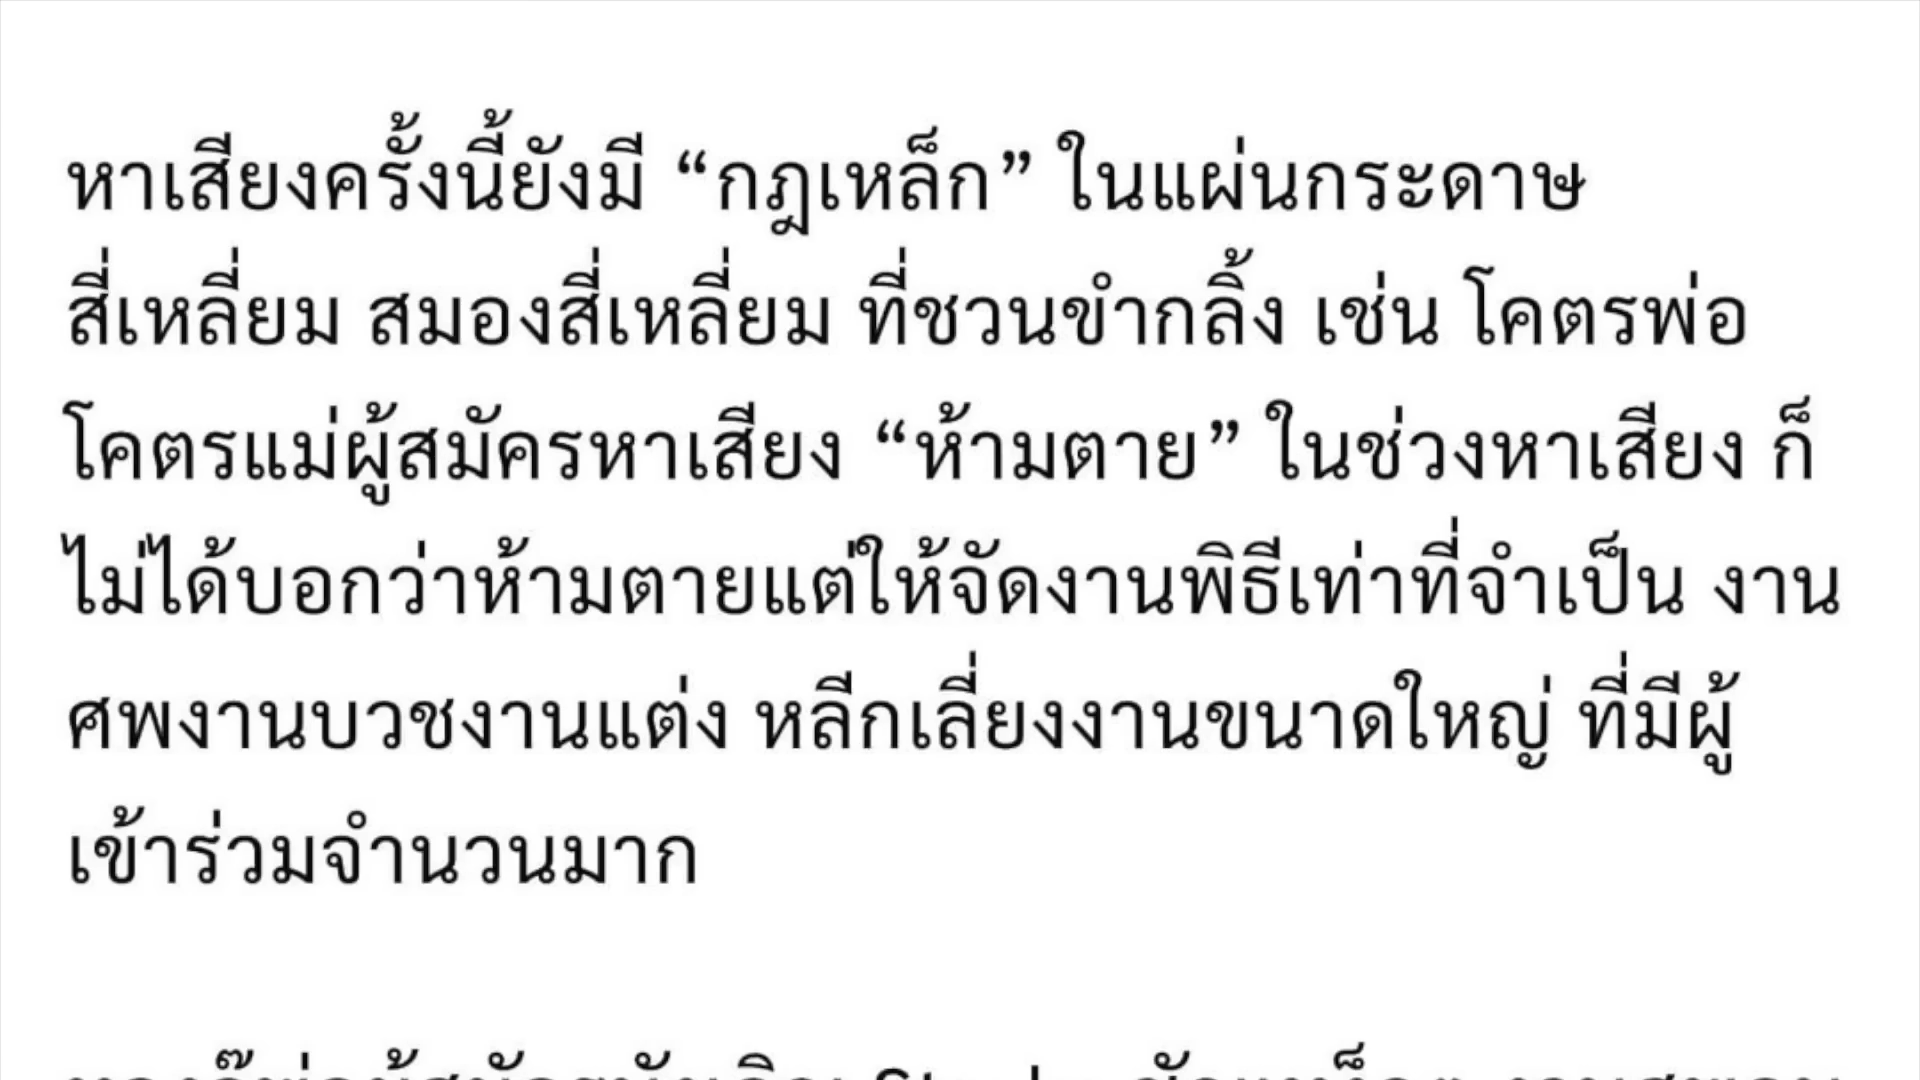 หาเสียงครั้งนี้ยังมี “กฎเหล็ก” ในแผ่นกระดาษ
สี่เหลี่ยม สมองสี่เหลี่ยม ที่ชวนขำกลิ้ง เช่น โคตรพ่อ
โคตรแม่ผู้สมัครหาเสียง “ห้ามตาย” ในช่วงหาเสียง ก็
ไม่ได้บอกว่าห้ามตายแต่ให้จัดงานพิธีเท่าที่จำเป็น งาน
ศพงานบวชงานแต่ง หลีกเลี่ยงงานขนาดใหญ่ ที่มีผู้
เข้าร่วมจำนวนมาก